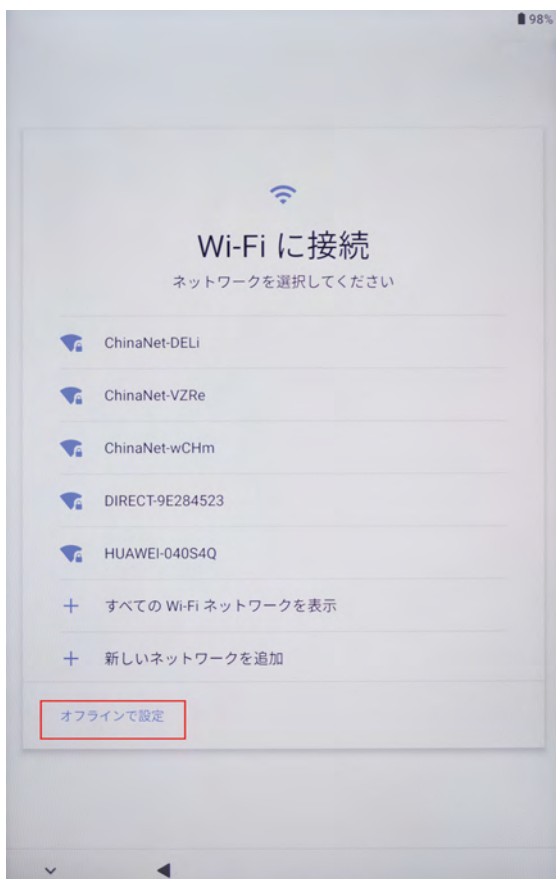 98%
Wi-Fi に接続
ネットワークを選択してください
ChinaNet-DELi
ChinaNet-VZRe
ChinaNet-wCHm
DIRECT-9E284523
HUAWEI-040S4Q
すべての Wi-Fi ネットワークを表示
新しいネットワークを追加
オフラインで設定